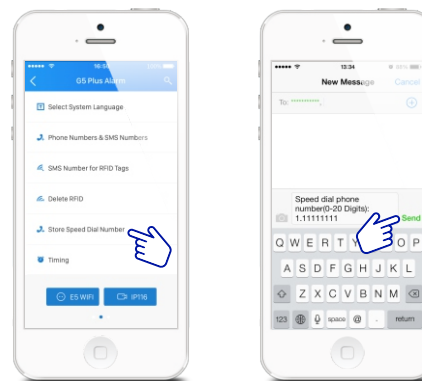 G5 Plus Alarm
Select System Language
Phone Numbers & SMS Numbers
SMS Number for RFID Tags
Delete RFID
Store Speed Dial Number
Timing
E5 WIFI
IP116
13:34
New Message
Cancel
To:
Speed dial phone
number(0-20 Digits):
1.11111111
Send
Q W E R T Y O P
A S D F G H J K L
Z X C V B N M
123 space @ . return